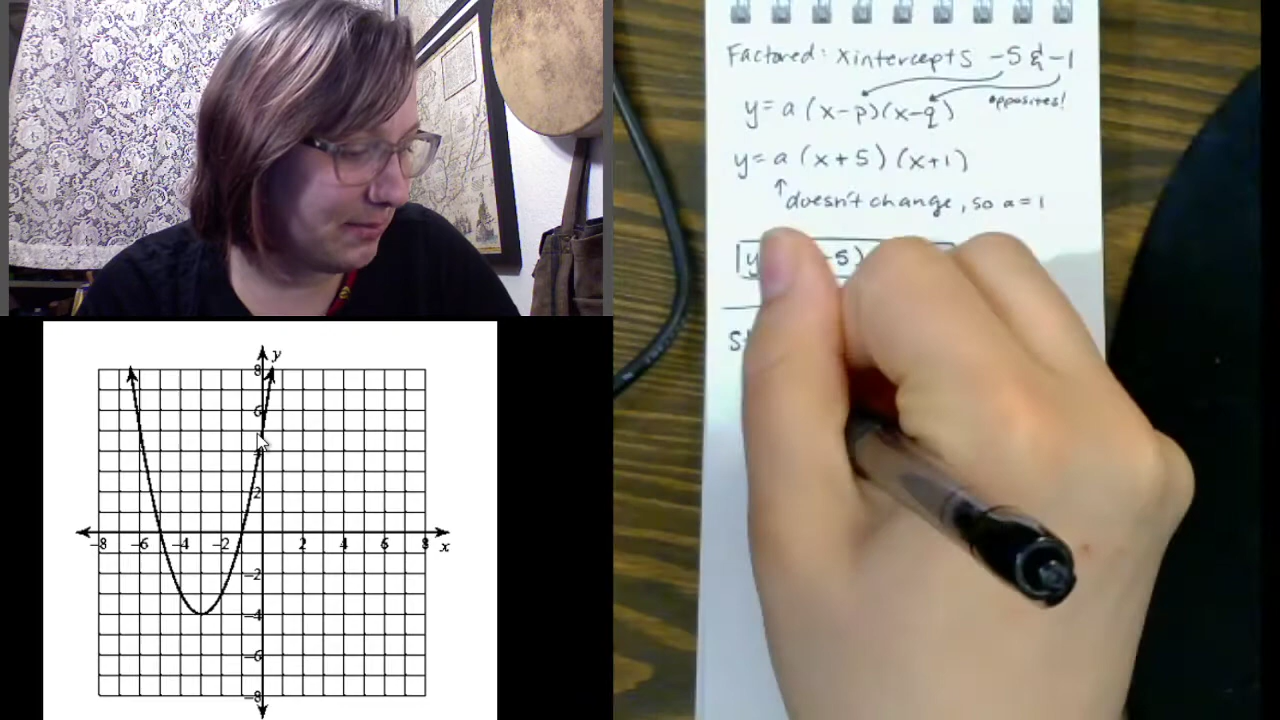 Factored: x intercepts -5 & -1
y = a (x-p)(x-q) opposites!
y = a (x+5) (x+1)
doesn't change, so a = 1
y
-8 -6 -4 -2 2 4 6 8 x
8
6
2
-2
-4
-6
-8